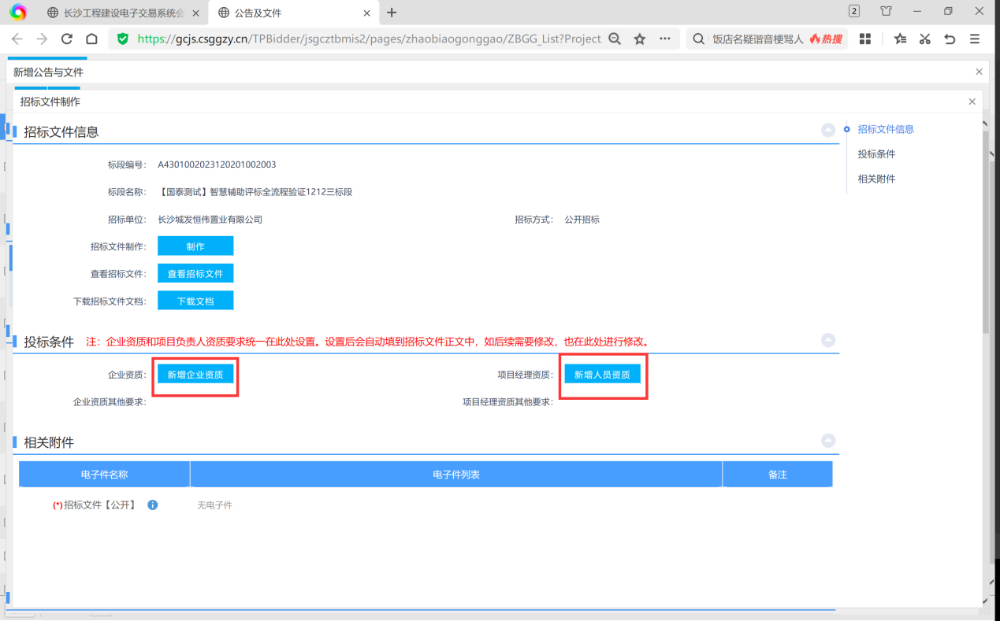 长沙工程建设电子交易系统会
公告及文件
2
https://gcjs.csggzy.cn/TPBidder/jsgcztbmis2/pages/zhaobiaogonggao/ZBGG_List?Project
饭店名疑谐音梗骂人 热搜
新增公告与文件
招标文件制作
招标文件信息
招标文件信息
投标条件
相关附件
标段编号： A4301002023120201002003
标段名称： 【国泰测试】智慧辅助评标全流程验证1212三标段
招标单位： 长沙城发恒伟置业有限公司 招标方式： 公开招标
招标文件制作： 制作
查看招标文件： 查看招标文件
下载招标文件文档： 下载文档
投标条件 注：企业资质和项目负责人资质要求统一在此处设置。设置后会自动填到招标文件正文中，如后续需要修改，也在此处进行修改。
企业资质： 新增企业资质 项目经理资质： 新增人员资质
企业资质其他要求： 项目经理资质其他要求：
相关附件
电子件名称 电子件列表 备注
(*)招标文件【公开】 无电子件